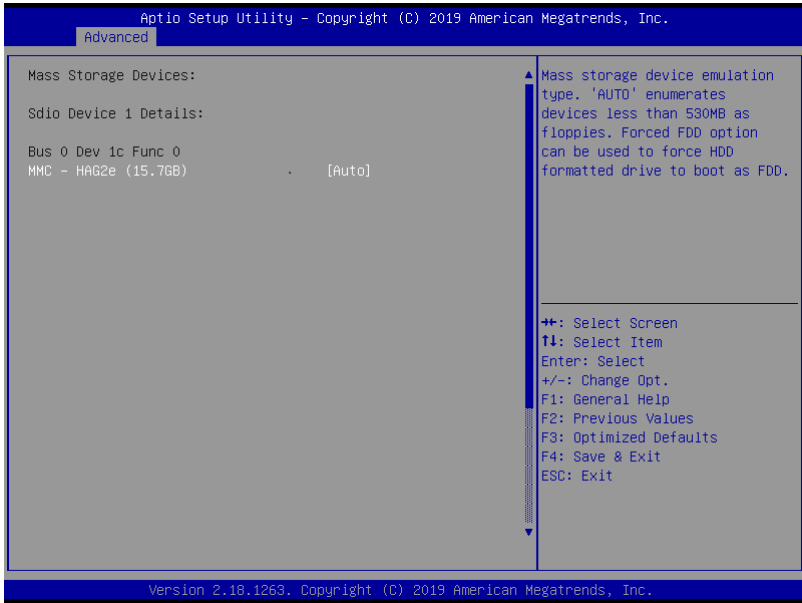 Aptio Setup Utility – Copyright (C) 2019 American Megatrends, Inc.
Advanced
Mass Storage Devices:
Sdio Device 1 Details:
Bus 0 Dev 1c Func 0
MMC – HAG2e (15.7GB) . [Auto]
Mass storage device emulation
type. 'AUTO' enumerates
devices less than 530MB as
floppies. Forced FDD option
can be used to force HDD
formatted drive to boot as FDD.
→←: Select Screen
↑↓: Select Item
Enter: Select
+/-: Change Opt.
F1: General Help
F2: Previous Values
F3: Optimized Defaults
F4: Save & Exit
ESC: Exit
Version 2.18.1263. Copyright (C) 2019 American Megatrends, Inc.